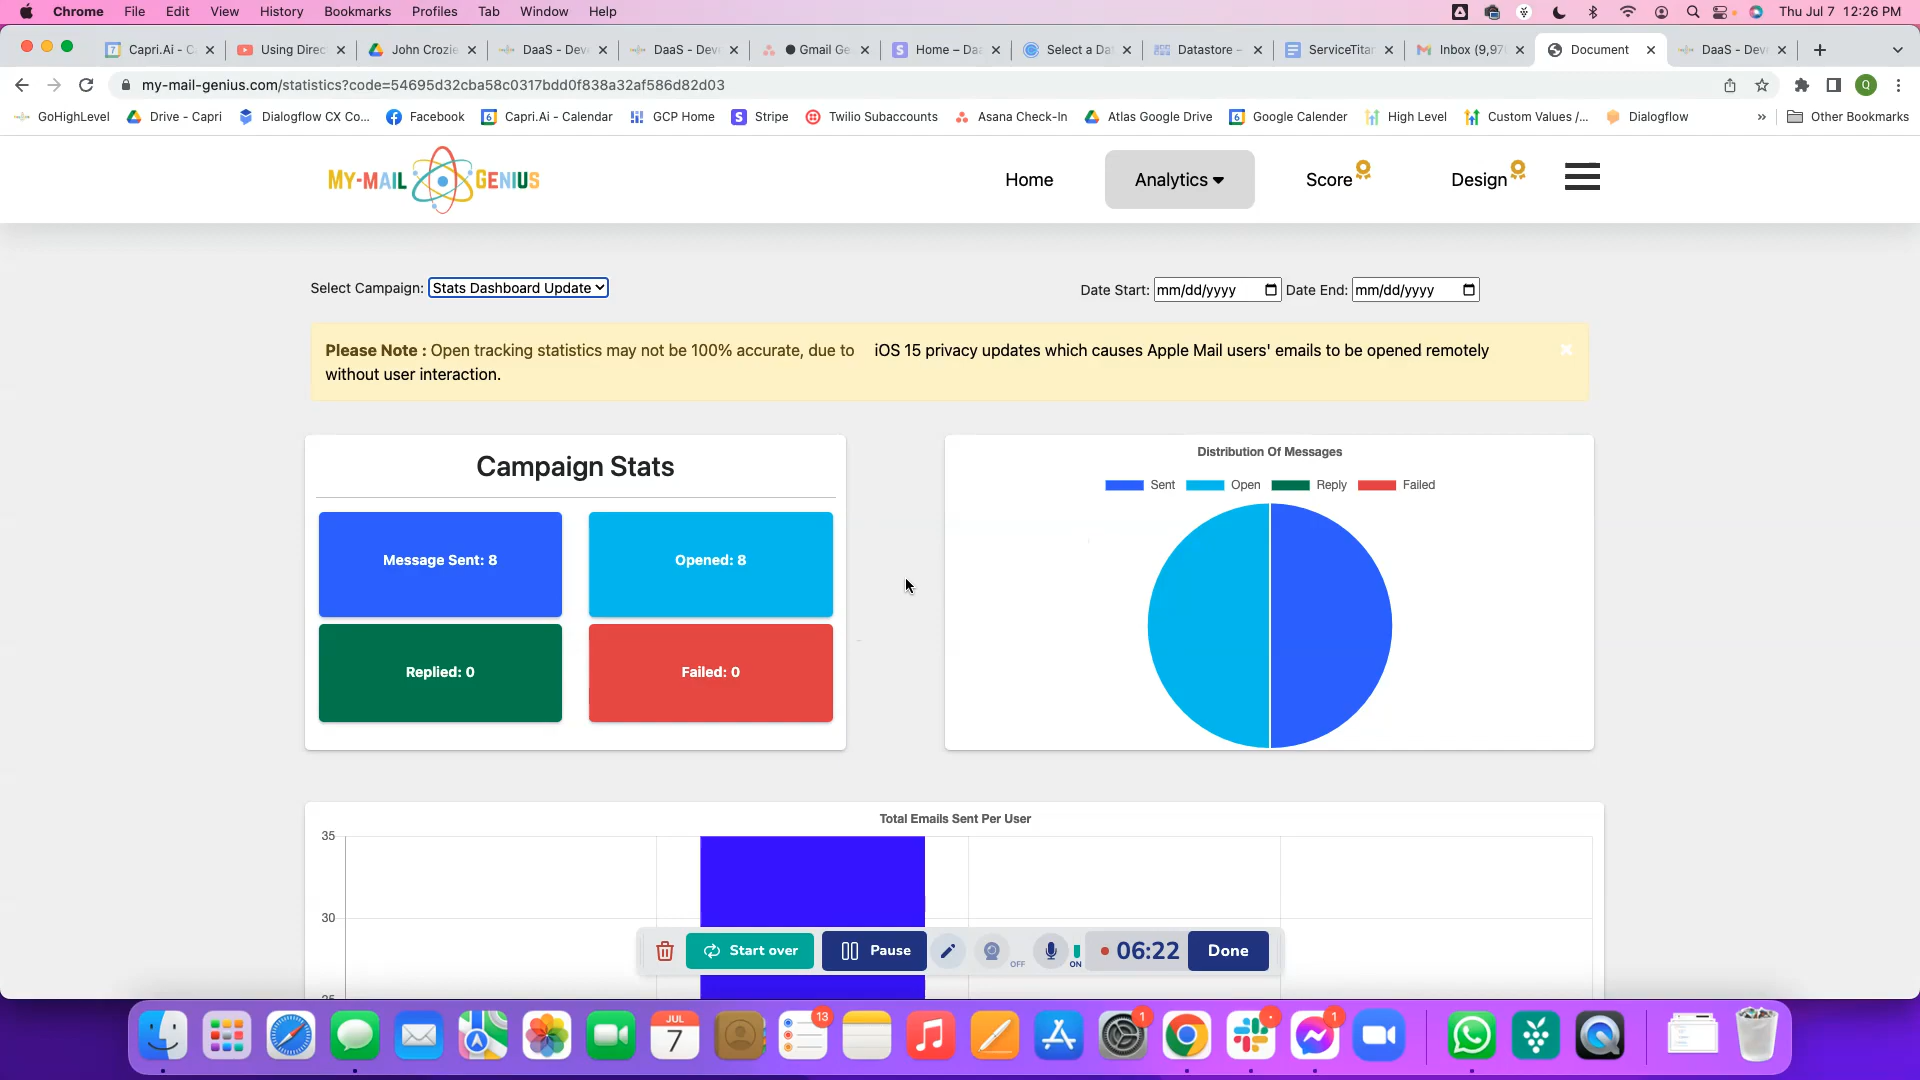 Chrome File Edit View History Bookmarks Profiles Tab Window Help Thu Jul 7 12:26 PM
Capri.Ai - C Using Direc John Crozie DaaS - Deve DaaS - Deve Gmail Ge Home – Daa Select a Da Datastore – ServiceTitan Inbox (9,97 Document DaaS - Deve
my-mail-genius.com/statistics?code=54695d32cba58c0317bdd0f838a32af586d82d03 Q
GoHighLevel Drive - Capri Dialogflow CX Co... Facebook Capri.Ai - Calendar GCP Home Stripe Twilio Subaccounts Asana Check-In Atlas Google Drive Google Calendar High Level Custom Values /... Dialogflow » Other Bookmarks
MY-MAIL GENIUS Home Analytics Score Design
Select Campaign: Stats Dashboard Update Date Start: mm/dd/yyyy Date End: mm/dd/yyyy
Please Note : Open tracking statistics may not be 100% accurate, due to iOS 15 privacy updates which causes Apple Mail users' emails to be opened remotely
without user interaction.
Campaign Stats
Message Sent: 8 Opened: 8
Replied: 0 Failed: 0
Distribution Of Messages
Sent Open Reply Failed
Total Emails Sent Per User
35
30
25
Start over Pause OFF ON 06:22 Done
JUL
7
13
1
1